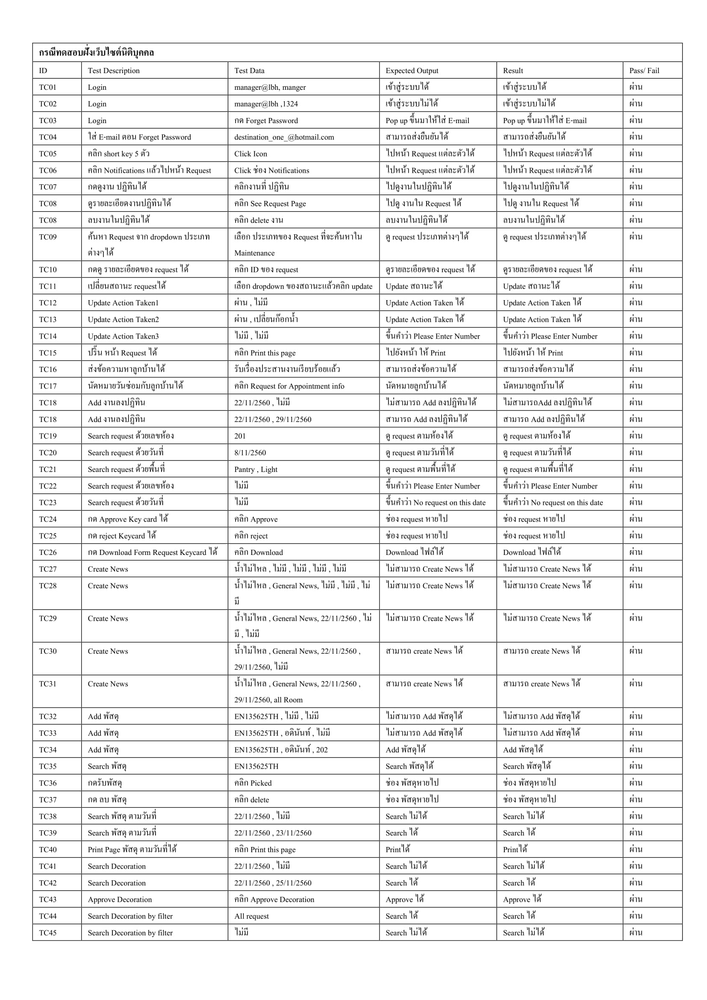 กรณีทดสอบฝั่งเว็บไซต์นิติบุคคล
ID Test Description Test Data Expected Output Result Pass/ Fail
TC01 Login manager@lbh, manger เข้าสู่ระบบได้ เข้าสู่ระบบได้ ผ่าน
TC02 Login manager@lbh ,1324 เข้าสู่ระบบไม่ได้ เข้าสู่ระบบไม่ได้ ผ่าน
TC03 Login กด Forget Password Pop up ขึ้นมาให้ใส่ E-mail Pop up ขึ้นมาให้ใส่ E-mail ผ่าน
TC04 ใส่ E-mail ตอน Forget Password destination_one_@hotmail.com สามารถส่งยืนยันได้ สามารถส่งยืนยันได้ ผ่าน
TC05 คลิก short key 5 ตัว Click Icon ไปหน้า Request แต่ละตัวได้ ไปหน้า Request แต่ละตัวได้ ผ่าน
TC06 คลิก Notifications แล้วไปหน้า Request Click ช่อง Notifications ไปหน้า Request แต่ละตัวได้ ไปหน้า Request แต่ละตัวได้ ผ่าน
TC07 กดดูงาน ปฏิทินได้ คลิกงานที่ ปฏิทิน ไปดูงานในปฏิทินได้ ไปดูงานในปฏิทินได้ ผ่าน
TC08 ดูรายละเอียดงานปฏิทินได้ คลิก See Request Page ไปดู งานใน Request ได้ ไปดู งานใน Request ได้ ผ่าน
TC08 ลบงานในปฏิทินได้ คลิก delete งาน ลบงานในปฏิทินได้ ลบงานในปฏิทินได้ ผ่าน
TC09 ค้นหา Request จาก dropdown ประเภท เลือก ประเภทของ Request ที่จะค้นหาใน ดู request ประเภทต่างๆได้ ดู request ประเภทต่างๆได้ ผ่าน
ต่างๆได้ Maintenance
TC10 กดดู รายละเอียดของ request ได้ คลิก ID ของ request ดูรายละเอียดของ request ได้ ดูรายละเอียดของ request ได้ ผ่าน
TC11 เปลี่ยนสถานะ requestได้ เลือก dropdown ของสถานะแล้วคลิก update Update สถานะได้ Update สถานะได้ ผ่าน
TC12 Update Action Taken1 ผ่าน , ไม่มี Update Action Taken ได้ Update Action Taken ได้ ผ่าน
TC13 Update Action Taken2 ผ่าน , เปลี่ยนก๊อกน้ำ Update Action Taken ได้ Update Action Taken ได้ ผ่าน
TC14 Update Action Taken3 ไม่มี , ไม่มี ขึ้นคำว่า Please Enter Number ขึ้นคำว่า Please Enter Number ผ่าน
TC15 ปริ๊น หน้า Request ได้ คลิก Print this page ไปยังหน้า ให้ Print ไปยังหน้า ให้ Print ผ่าน
TC16 ส่งข้อความหาลูกบ้านได้ รับเรื่องประสานงานเรียบร้อยแล้ว สามารถส่งข้อความได้ สามารถส่งข้อความได้ ผ่าน
TC17 นัดหมายวันซ่อมกับลูกบ้านได้ คลิก Request for Appointment info นัดหมายลูกบ้านได้ นัดหมายลูกบ้านได้ ผ่าน
TC18 Add งานลงปฏิทิน 22/11/2560 , ไม่มี ไม่สามารถ Add ลงปฏิทินได้ ไม่สามารถAdd ลงปฏิทินได้ ผ่าน
TC18 Add งานลงปฏิทิน 22/11/2560 , 29/11/2560 สามารถ Add ลงปฏิทินได้ สามารถ Add ลงปฏิทินได้ ผ่าน
TC19 Search request ด้วยเลขห้อง 201 ดู request ตามห้องได้ ดู request ตามห้องได้ ผ่าน
TC20 Search request ด้วยวันที่ 8/11/2560 ดู request ตามวันที่ได้ ดู request ตามวันที่ได้ ผ่าน
TC21 Search request ด้วยพื้นที่ Pantry , Light ดู request ตามพื้นที่ได้ ดู request ตามพื้นที่ได้ ผ่าน
TC22 Search request ด้วยเลขห้อง ไม่มี ขึ้นคำว่า Please Enter Number ขึ้นคำว่า Please Enter Number ผ่าน
TC23 Search request ด้วยวันที่ ไม่มี ขึ้นคำว่า No request on this date ขึ้นคำว่า No request on this date ผ่าน
TC24 กด Approve Key card ได้ คลิก Approve ช่อง request หายไป ช่อง request หายไป ผ่าน
TC25 กด reject Keycard ได้ คลิก reject ช่อง request หายไป ช่อง request หายไป ผ่าน
TC26 กด Download Form Request Keycard ได้ คลิก Download Download ไฟล์ได้ Download ไฟล์ได้ ผ่าน
TC27 Create News น้ำไม่ไหล , ไม่มี , ไม่มี , ไม่มี , ไม่มี ไม่สามารถ Create News ได้ ไม่สามารถ Create News ได้ ผ่าน
TC28 Create News น้ำไม่ไหล , General News, ไม่มี , ไม่มี , ไม่ ไม่สามารถ Create News ได้ ไม่สามารถ Create News ได้ ผ่าน
มี
TC29 Create News น้ำไม่ไหล , General News, 22/11/2560 , ไม่ ไม่สามารถ Create News ได้ ไม่สามารถ Create News ได้ ผ่าน
มี , ไม่มี
TC30 Create News น้ำไม่ไหล , General News, 22/11/2560 , สามารถ create News ได้ สามารถ create News ได้ ผ่าน
29/11/2560, ไม่มี
TC31 Create News น้ำไม่ไหล , General News, 22/11/2560 , สามารถ create News ได้ สามารถ create News ได้ ผ่าน
29/11/2560, all Room
TC32 Add พัสดุ EN135625TH , ไม่มี , ไม่มี ไม่สามารถ Add พัสดุได้ ไม่สามารถ Add พัสดุได้ ผ่าน
TC33 Add พัสดุ EN135625TH , อดินันท์ , ไม่มี ไม่สามารถ Add พัสดุได้ ไม่สามารถ Add พัสดุได้ ผ่าน
TC34 Add พัสดุ EN135625TH , อดินันท์ , 202 Add พัสดุได้ Add พัสดุได้ ผ่าน
TC35 Search พัสดุ EN135625TH Search พัสดุได้ Search พัสดุได้ ผ่าน
TC36 กดรับพัสดุ คลิก Picked ช่อง พัสดุหายไป ช่อง พัสดุหายไป ผ่าน
TC37 กด ลบ พัสดุ คลิก delete ช่อง พัสดุหายไป ช่อง พัสดุหายไป ผ่าน
TC38 Search พัสดุ ตามวันที่ 22/11/2560 , ไม่มี Search ไม่ได้ Search ไม่ได้ ผ่าน
TC39 Search พัสดุ ตามวันที่ 22/11/2560 , 23/11/2560 Search ได้ Search ได้ ผ่าน
TC40 Print Page พัสดุ ตามวันที่ได้ คลิก Print this page Printได้ Printได้ ผ่าน
TC41 Search Decoration 22/11/2560 , ไม่มี Search ไม่ได้ Search ไม่ได้ ผ่าน
TC42 Search Decoration 22/11/2560 , 25/11/2560 Search ได้ Search ได้ ผ่าน
TC43 Approve Decoration คลิก Approve Decoration Approve ได้ Approve ได้ ผ่าน
TC44 Search Decoration by filter All request Search ได้ Search ได้ ผ่าน
TC45 Search Decoration by filter ไม่มี Search ไม่ได้ Search ไม่ได้ ผ่าน